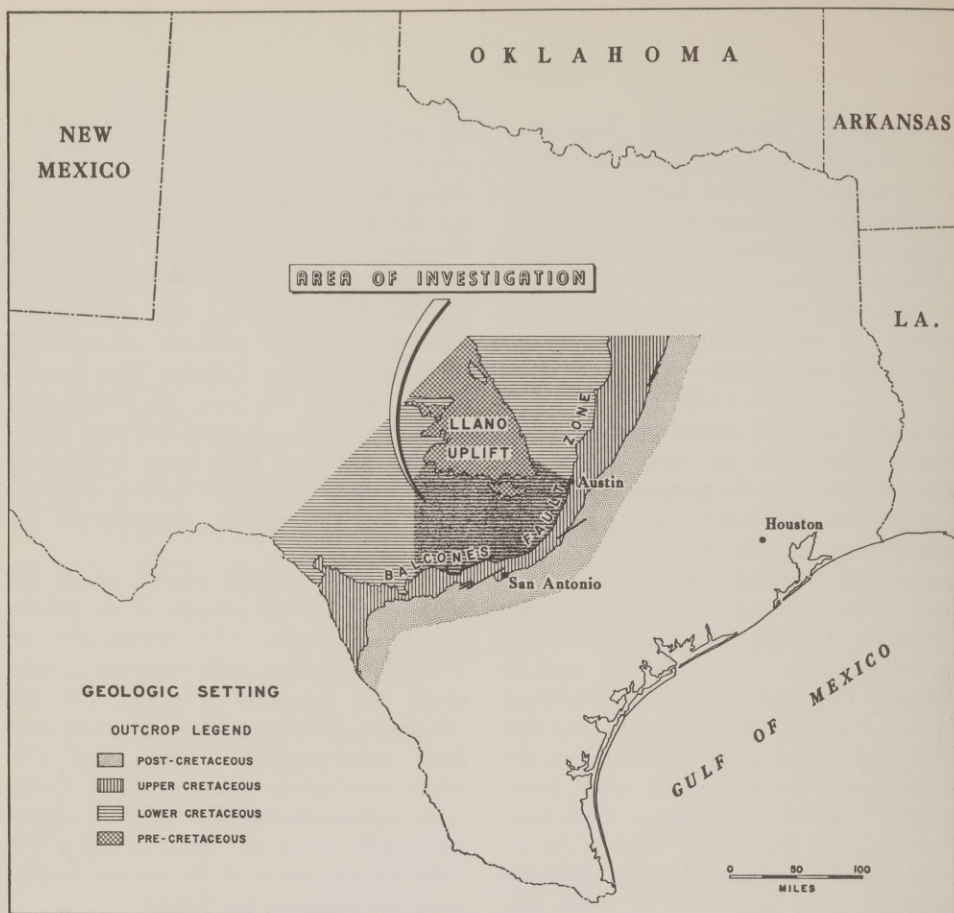 OKLAHOMA
NEW
MEXICO
ARKANSAS
AREA OF INVESTIGATION
LA.
LLANO
UPLIFT
Austin
Houston
BALCONES FAULT ZONE
San Antonio
GULF OF MEXICO
GEOLOGIC SETTING
OUTCROP LEGEND
POST-CRETACEOUS
UPPER CRETACEOUS
LOWER CRETACEOUS
PRE-CRETACEOUS
0 50 100
MILES